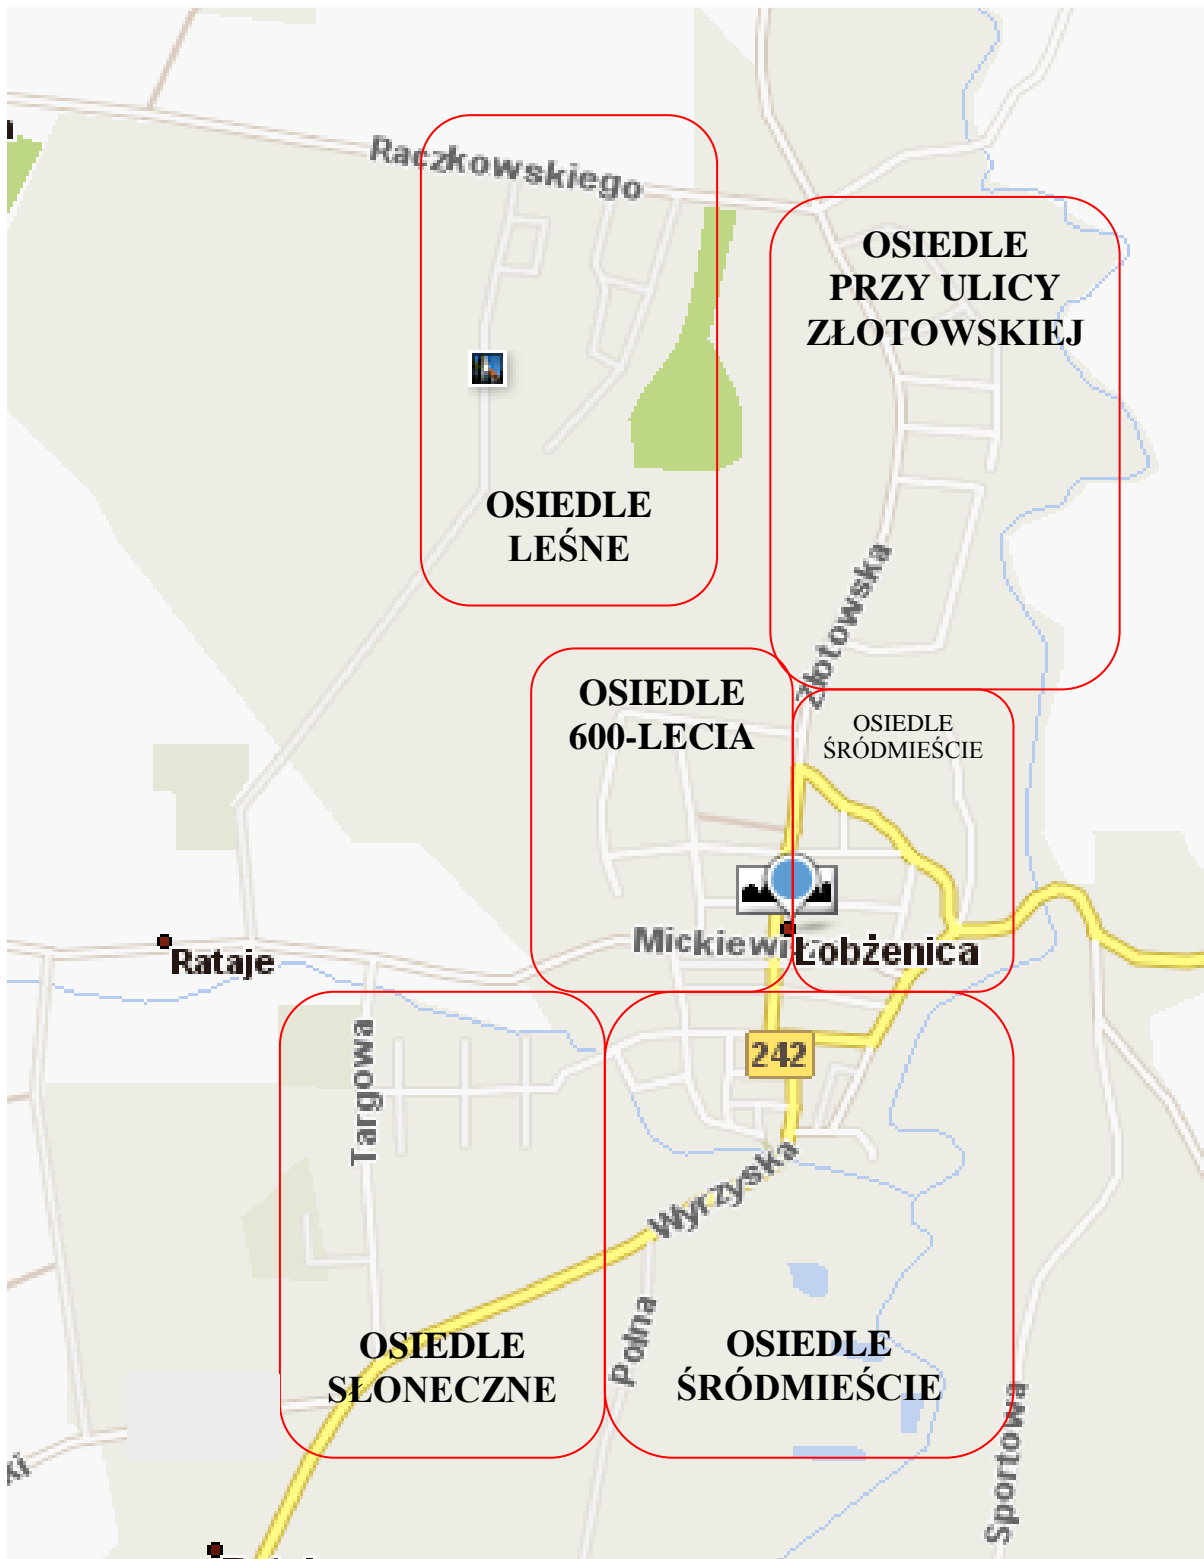 Raczkowskiego
OSIEDLE
PRZY ULICY
ZŁOTOWSKIEJ
OSIEDLE
LEŚNE
Złotowska
OSIEDLE
600-LECIA
OSIEDLE
ŚRÓDMIEŚCIE
Łobżenica
Rataje
Targowa
242
Wyrzyska
Polna
OSIEDLE
SŁONECZNE
OSIEDLE
ŚRÓDMIEŚCIE
Sportowa